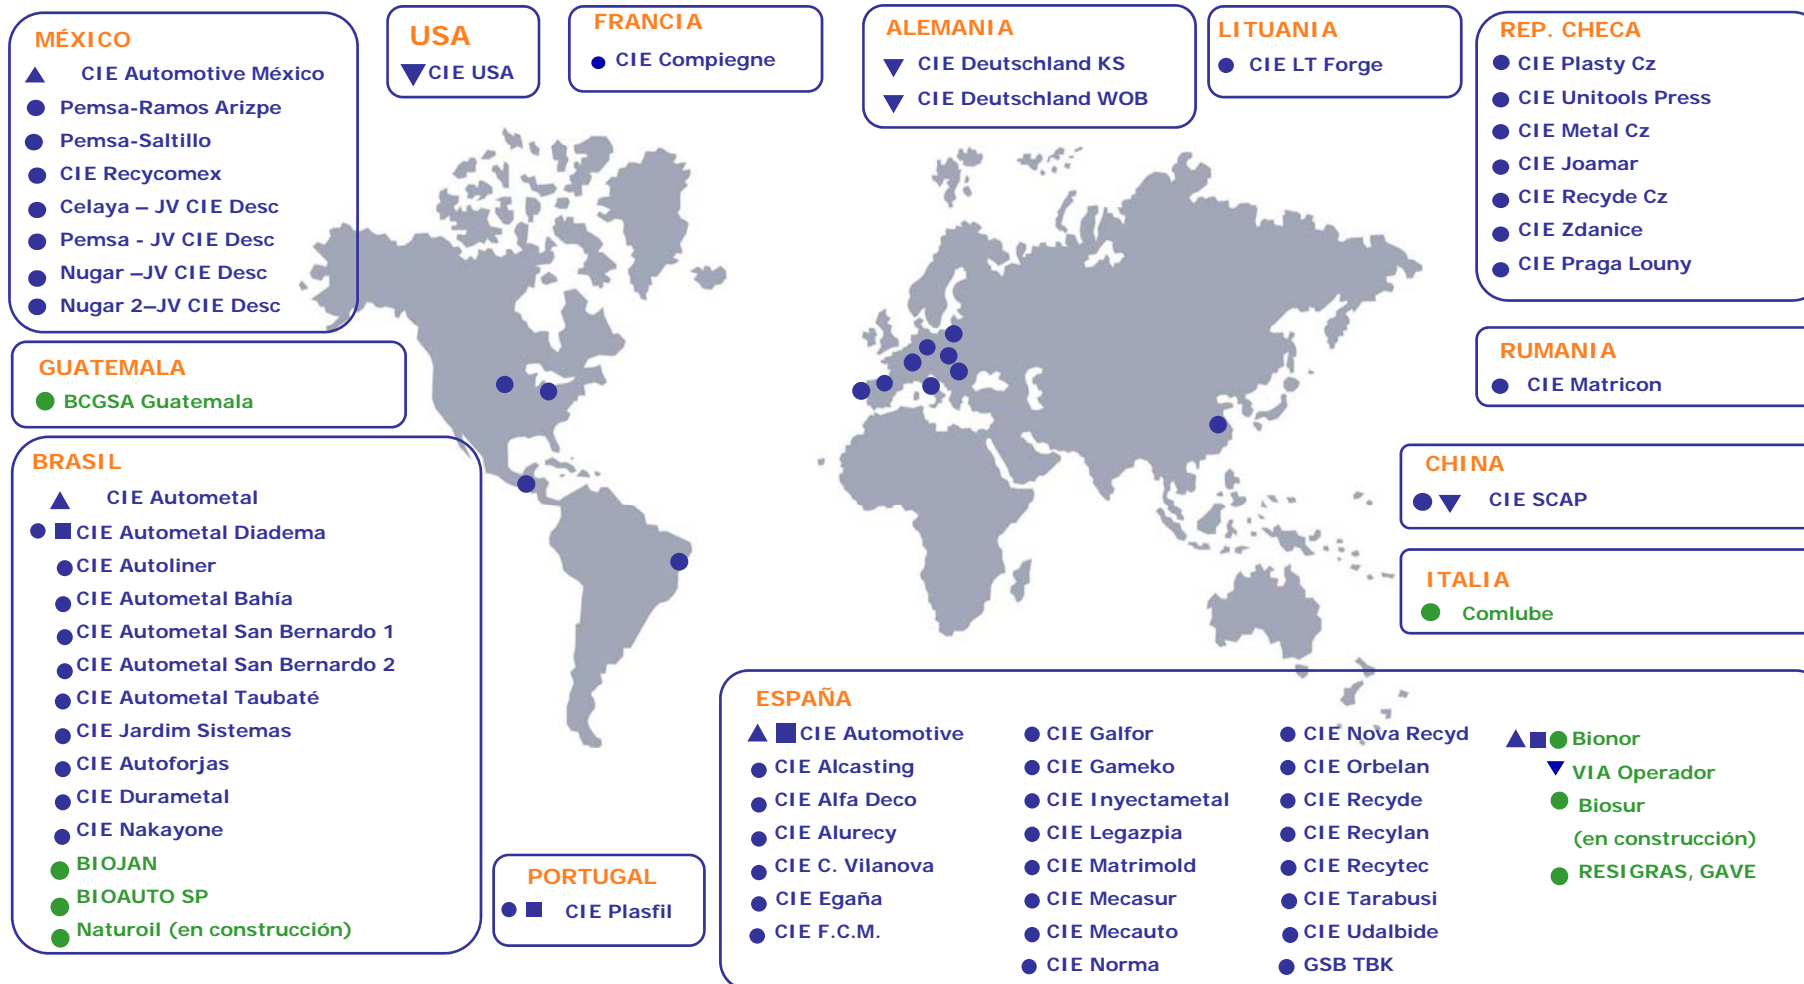 MÉXICO
CIE Automotive México
Pemsa-Ramos Arizpe
Pemsa-Saltillo
CIE Recycomex
Celaya – JV CIE Desc
Pemsa - JV CIE Desc
Nugar –JV CIE Desc
Nugar 2–JV CIE Desc
USA
CIE USA
FRANCIA
CIE Compiegne
ALEMANIA
CIE Deutschland KS
CIE Deutschland WOB
LITUANIA
CIE LT Forge
REP. CHECA
CIE Plasty Cz
CIE Unitools Press
CIE Metal Cz
CIE Joamar
CIE Recyde Cz
CIE Zdanice
CIE Praga Louny
GUATEMALA
BCGSA Guatemala
RUMANIA
CIE Matricon
BRASIL
CIE Autometal
CIE Autometal Diadema
CIE Autoliner
CIE Autometal Bahía
CIE Autometal San Bernardo 1
CIE Autometal San Bernardo 2
CIE Autometal Taubaté
CIE Jardim Sistemas
CIE Autoforjas
CIE Durametal
CIE Nakayone
BIOJAN
BIOAUTO SP
Naturoil (en construcción)
CHINA
CIE SCAP
ITALIA
Comlube
PORTUGAL
CIE Plasfil
ESPAÑA
CIE Automotive
CIE Alcasting
CIE Alfa Deco
CIE Alurecy
CIE C. Vilanova
CIE Egaña
CIE F.C.M.
CIE Galfor
CIE Gameko
CIE Inyectametal
CIE Legazpia
CIE Matrimold
CIE Mecasur
CIE Mecauto
CIE Norma
CIE Nova Recyd
CIE Orbelan
CIE Recyde
CIE Recylan
CIE Recytec
CIE Tarabusi
CIE Udalbide
GSB TBK
Bionor
VIA Operador
Biosur
(en construcción)
RESIGRAS, GAVE